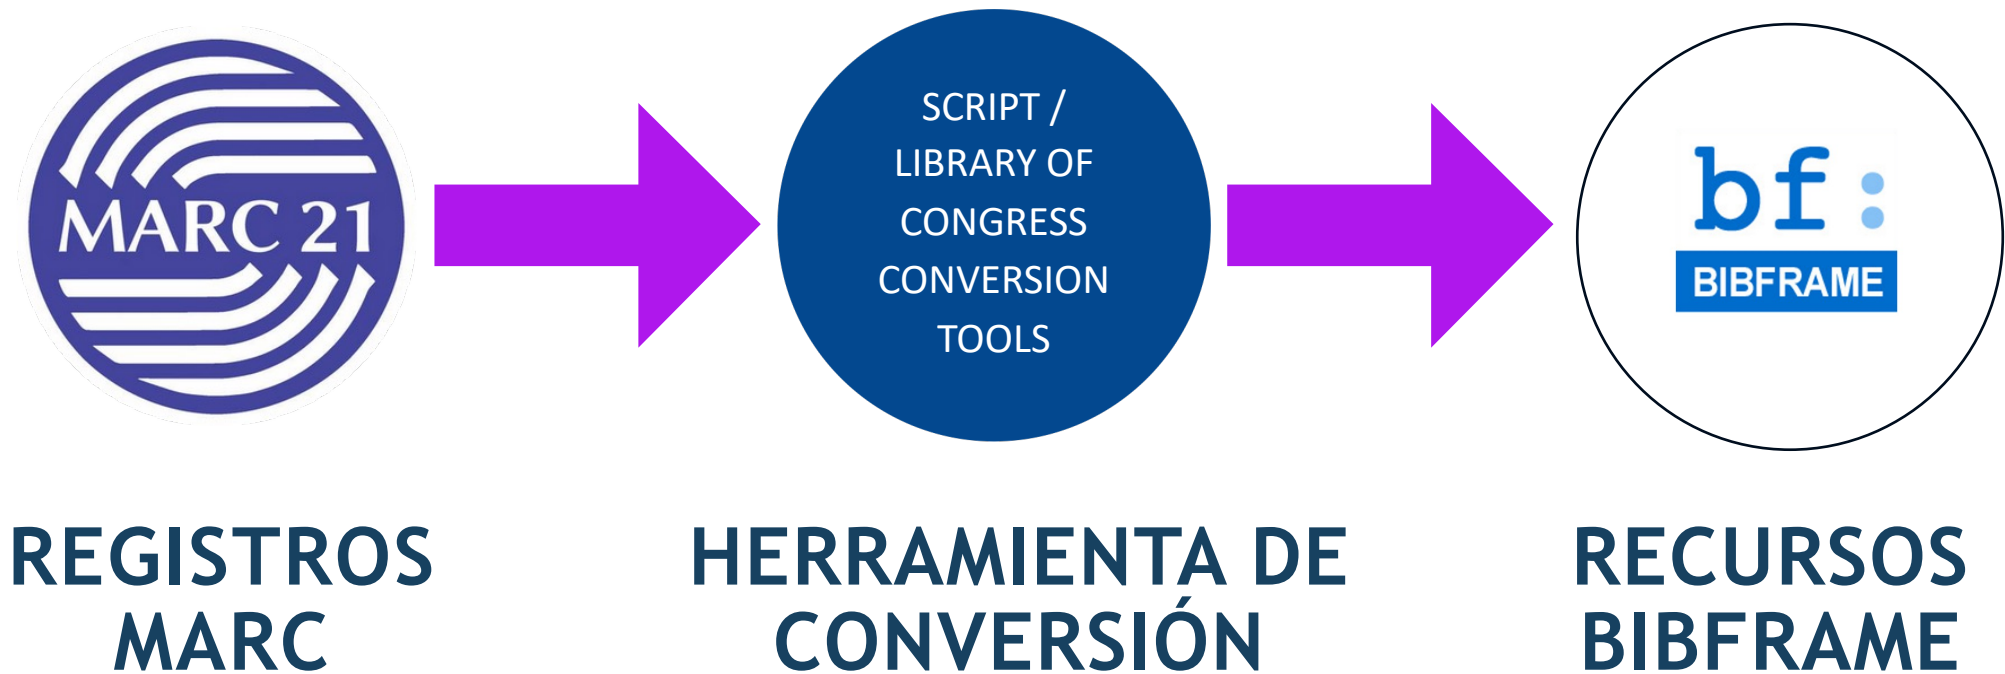 MARC 21
SCRIPT /
LIBRARY OF
CONGRESS
CONVERSION
TOOLS
bf:
BIBFRAME
REGISTROS
MARC
HERRAMIENTA DE
CONVERSIÓN
RECURSOS
BIBFRAME